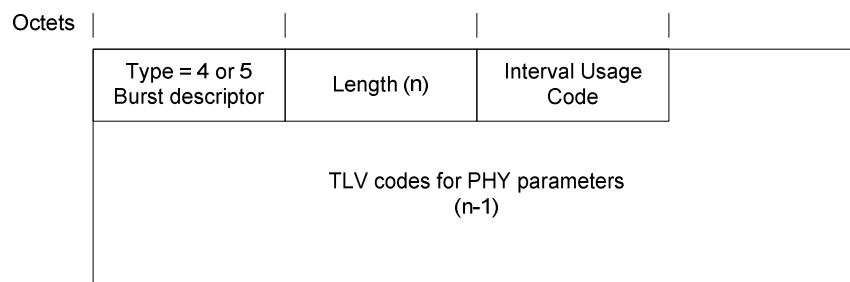 Octets
Type = 4 or 5
Burst descriptor
Length (n)
Interval Usage
Code
TLV codes for PHY parameters
(n-1)